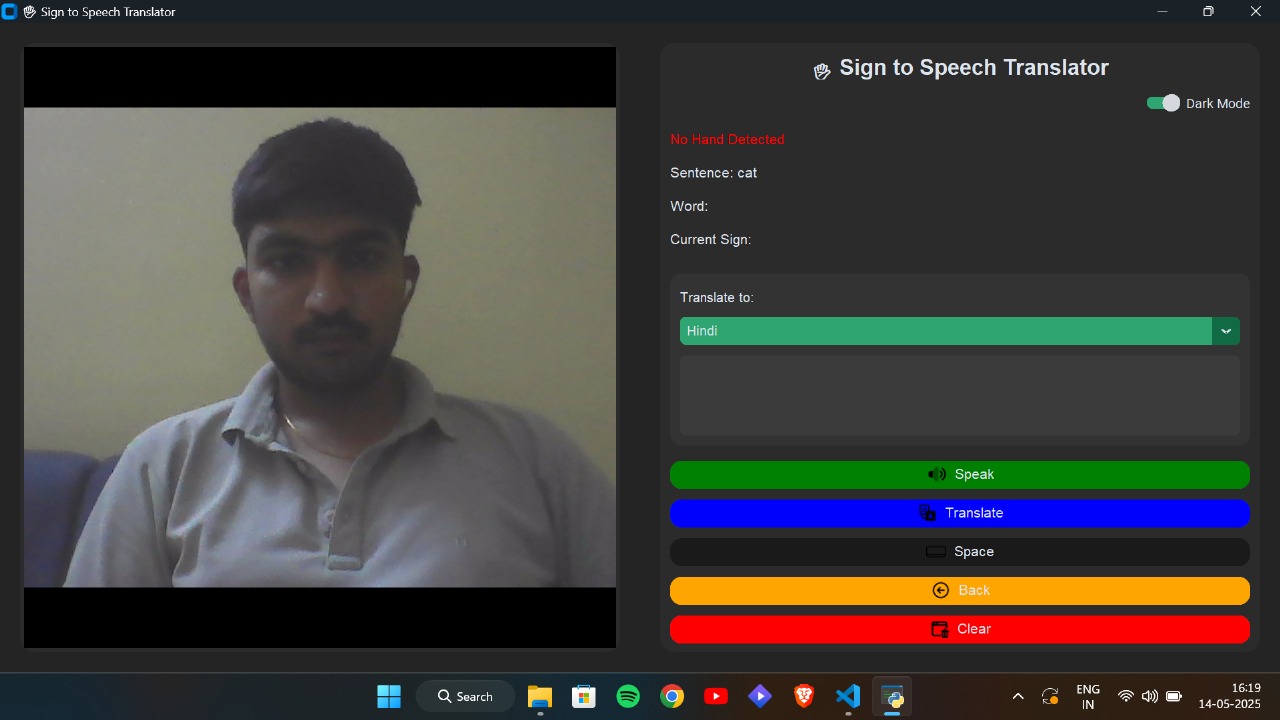 Sign to Speech Translator
Sign to Speech Translator
Dark Mode
No Hand Detected
Sentence: cat
Word:
Current Sign:
Translate to:
Hindi
Speak
Translate
Space
Back
Clear
Search
ENG
IN
16:19
14-05-2025